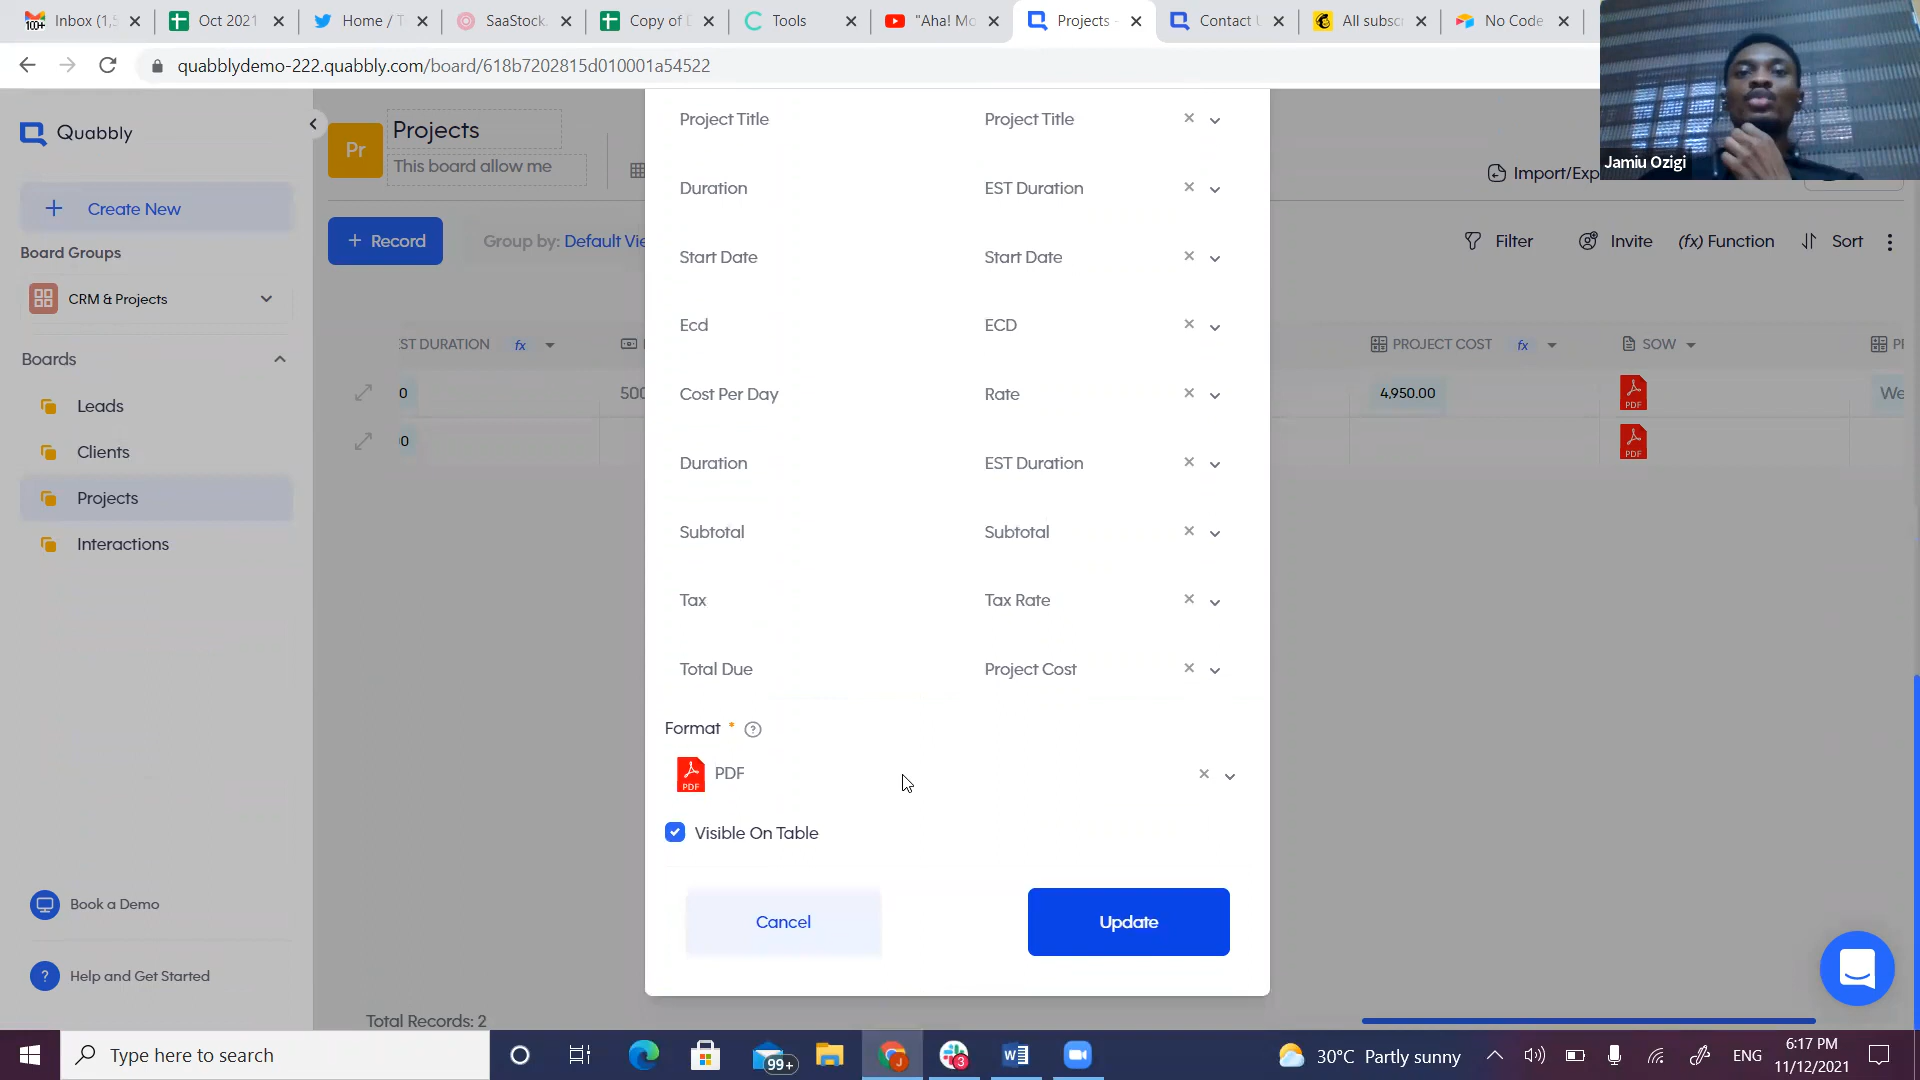 Inbox (1,5
Oct 2021
Home / T
SaaStock
Copy of D
Tools
"Aha! Mo
Projects -
Contact U
All subsc
No Code
quabblydemo-222.quabbly.com/board/618b7202815d010001a54522
Jamiu Ozigi
Quabbly
Create New
Board Groups
CRM & Projects
Boards
Leads
Clients
Projects
Interactions
Book a Demo
Help and Get Started
Pr
Projects
This board allow me
Import/Exp
+ Record
Group by: Default Vie
Filter
Invite
(fx) Function
Sort
ST DURATION fx
PROJECT COST fx
SOW
0
500
4,950.00
PDF
We
0
PDF
Project Title Project Title
Duration EST Duration
Start Date Start Date
Ecd ECD
Cost Per Day Rate
Duration EST Duration
Subtotal Subtotal
Tax Tax Rate
Total Due Project Cost
Format *
PDF PDF
Visible On Table
Cancel
Update
Total Records: 2
Type here to search
99+
3
30°C Partly sunny
ENG
6:17 PM
11/12/2021